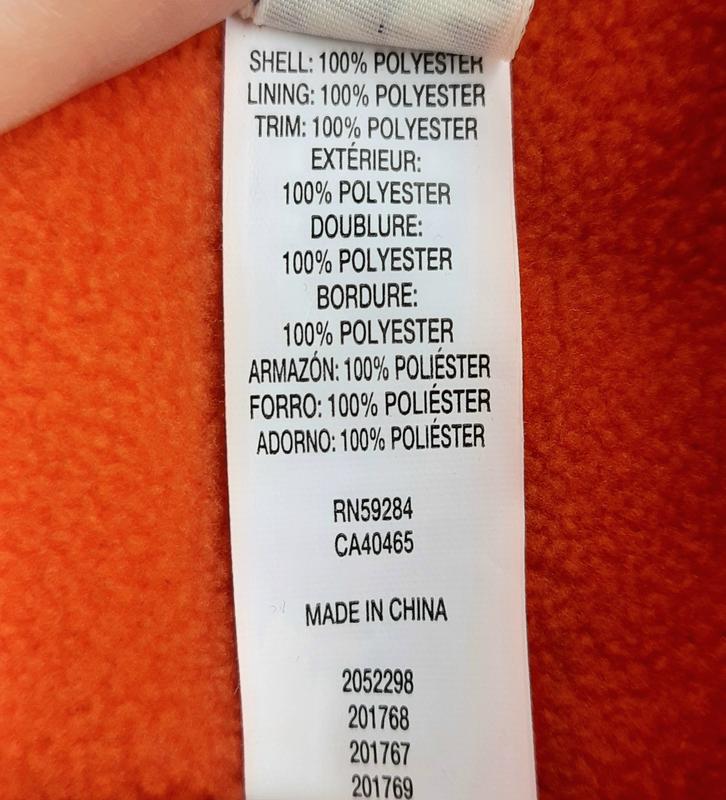 SHELL: 100% POLYESTER
LINING: 100% POLYESTER
TRIM: 100% POLYESTER
EXTÉRIEUR:
100% POLYESTER
DOUBLURE:
100% POLYESTER
BORDURE:
100% POLYESTER
ARMAZÓN: 100% POLIÉSTER
FORRO: 100% POLIÉSTER
ADORNO: 100% POLIÉSTER
RN59284
CA40465
MADE IN CHINA
2052298
201768
201767
201769